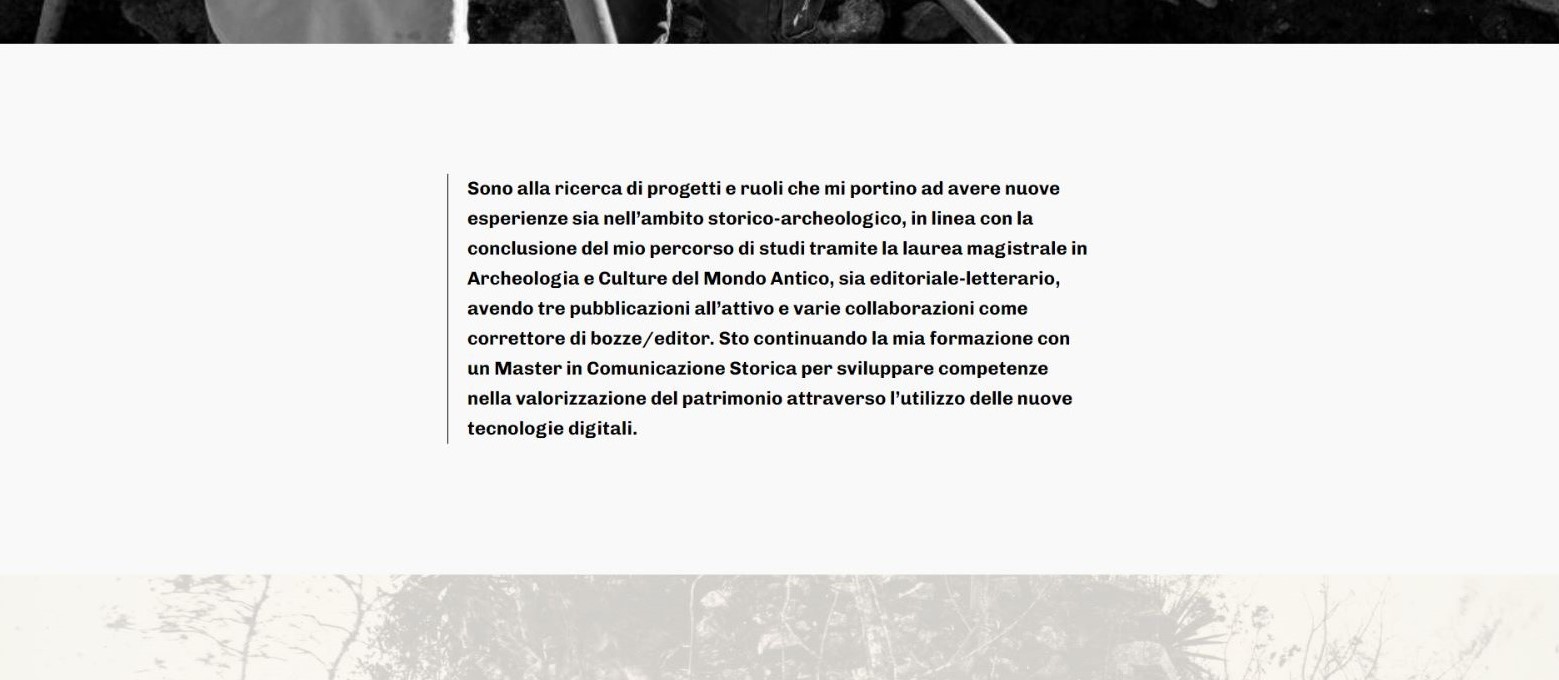 Sono alla ricerca di progetti e ruoli che mi portino ad avere nuove
esperienze sia nell’ambito storico-archeologico, in linea con la
conclusione del mio percorso di studi tramite la laurea magistrale in
Archeologia e Culture del Mondo Antico, sia editoriale-letterario,
avendo tre pubblicazioni all’attivo e varie collaborazioni come
correttore di bozze/editor. Sto continuando la mia formazione con
un Master in Comunicazione Storica per sviluppare competenze
nella valorizzazione del patrimonio attraverso l’utilizzo delle nuove
tecnologie digitali.